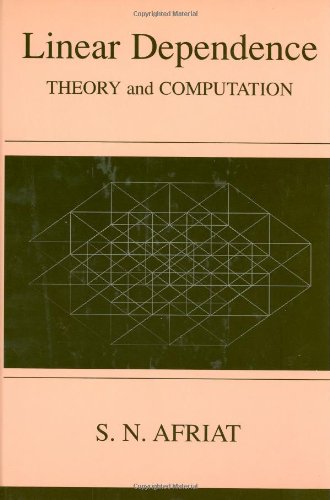 Linear Dependence
THEORY and COMPUTATION
S. N. AFRIAT